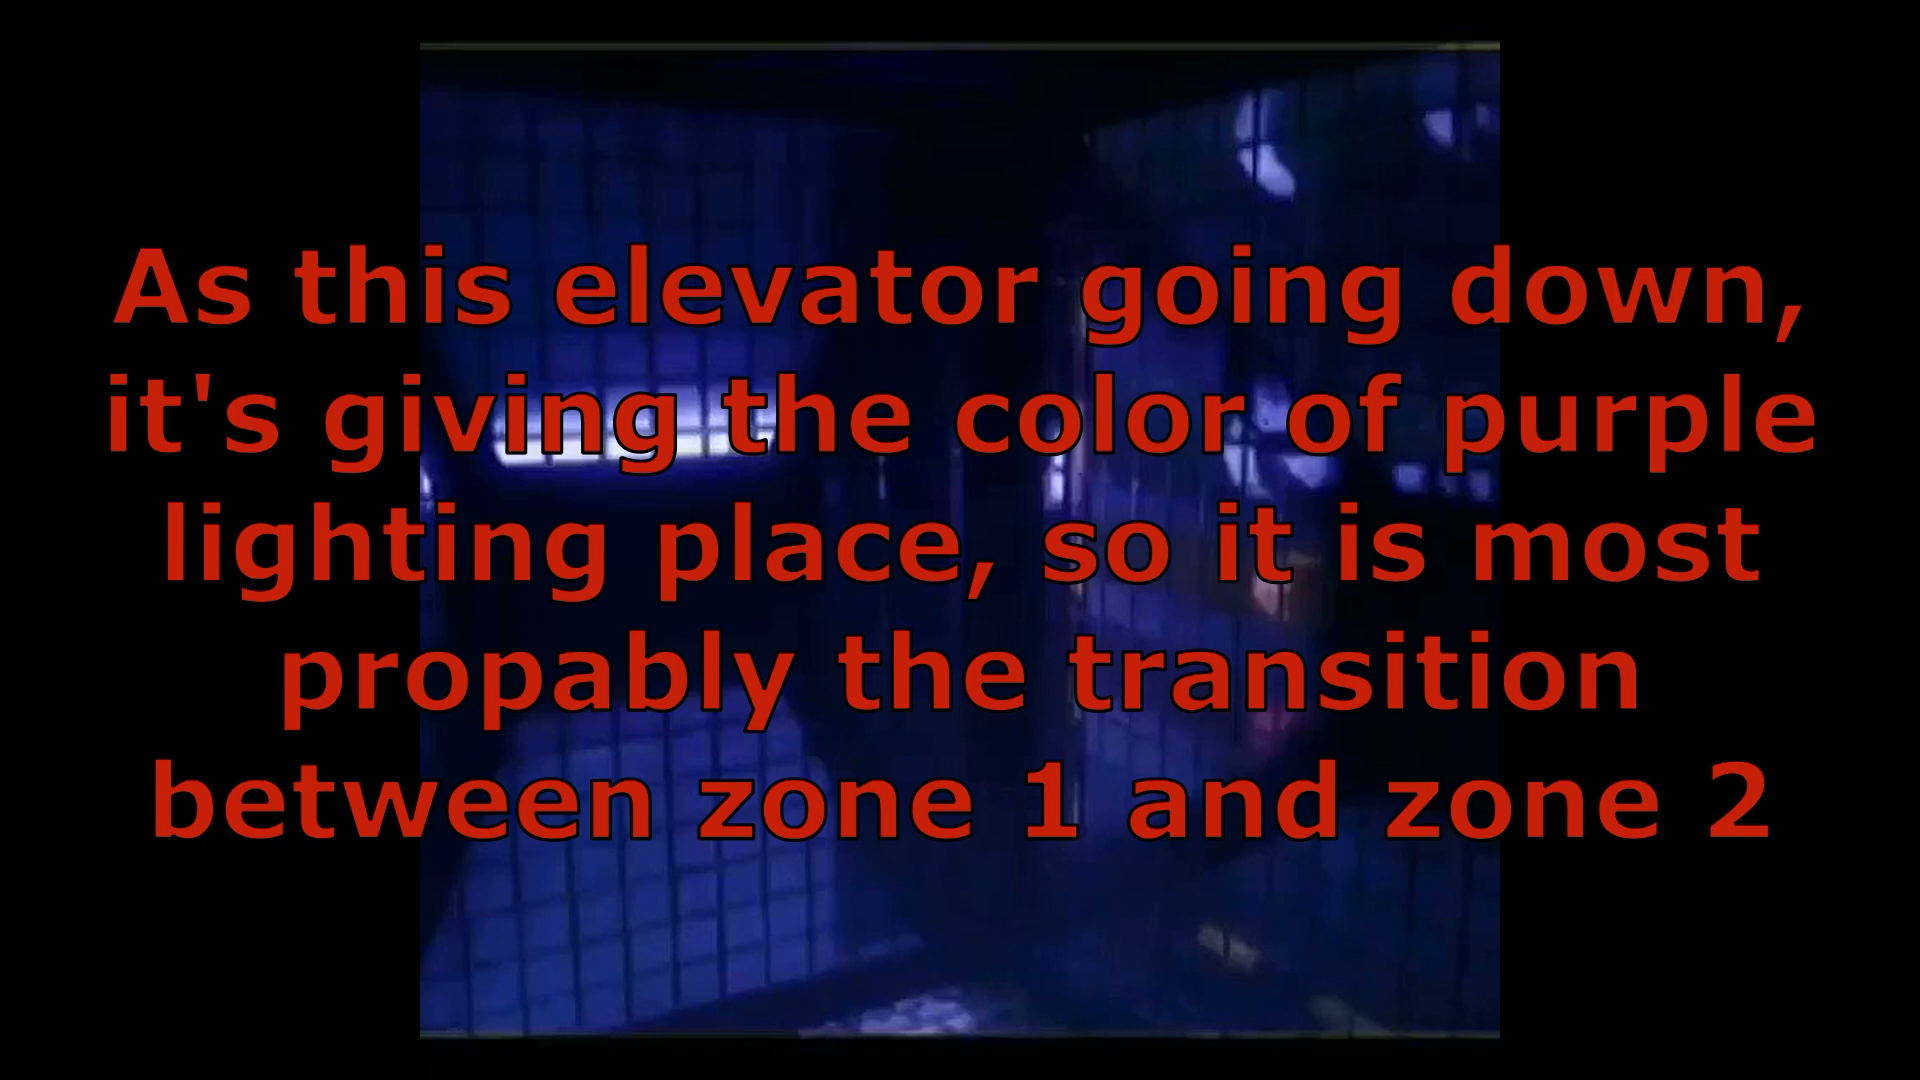 As this elevator going down,
it's giving the color of purple
lighting place, so it is most
propably the transition
between zone 1 and zone 2